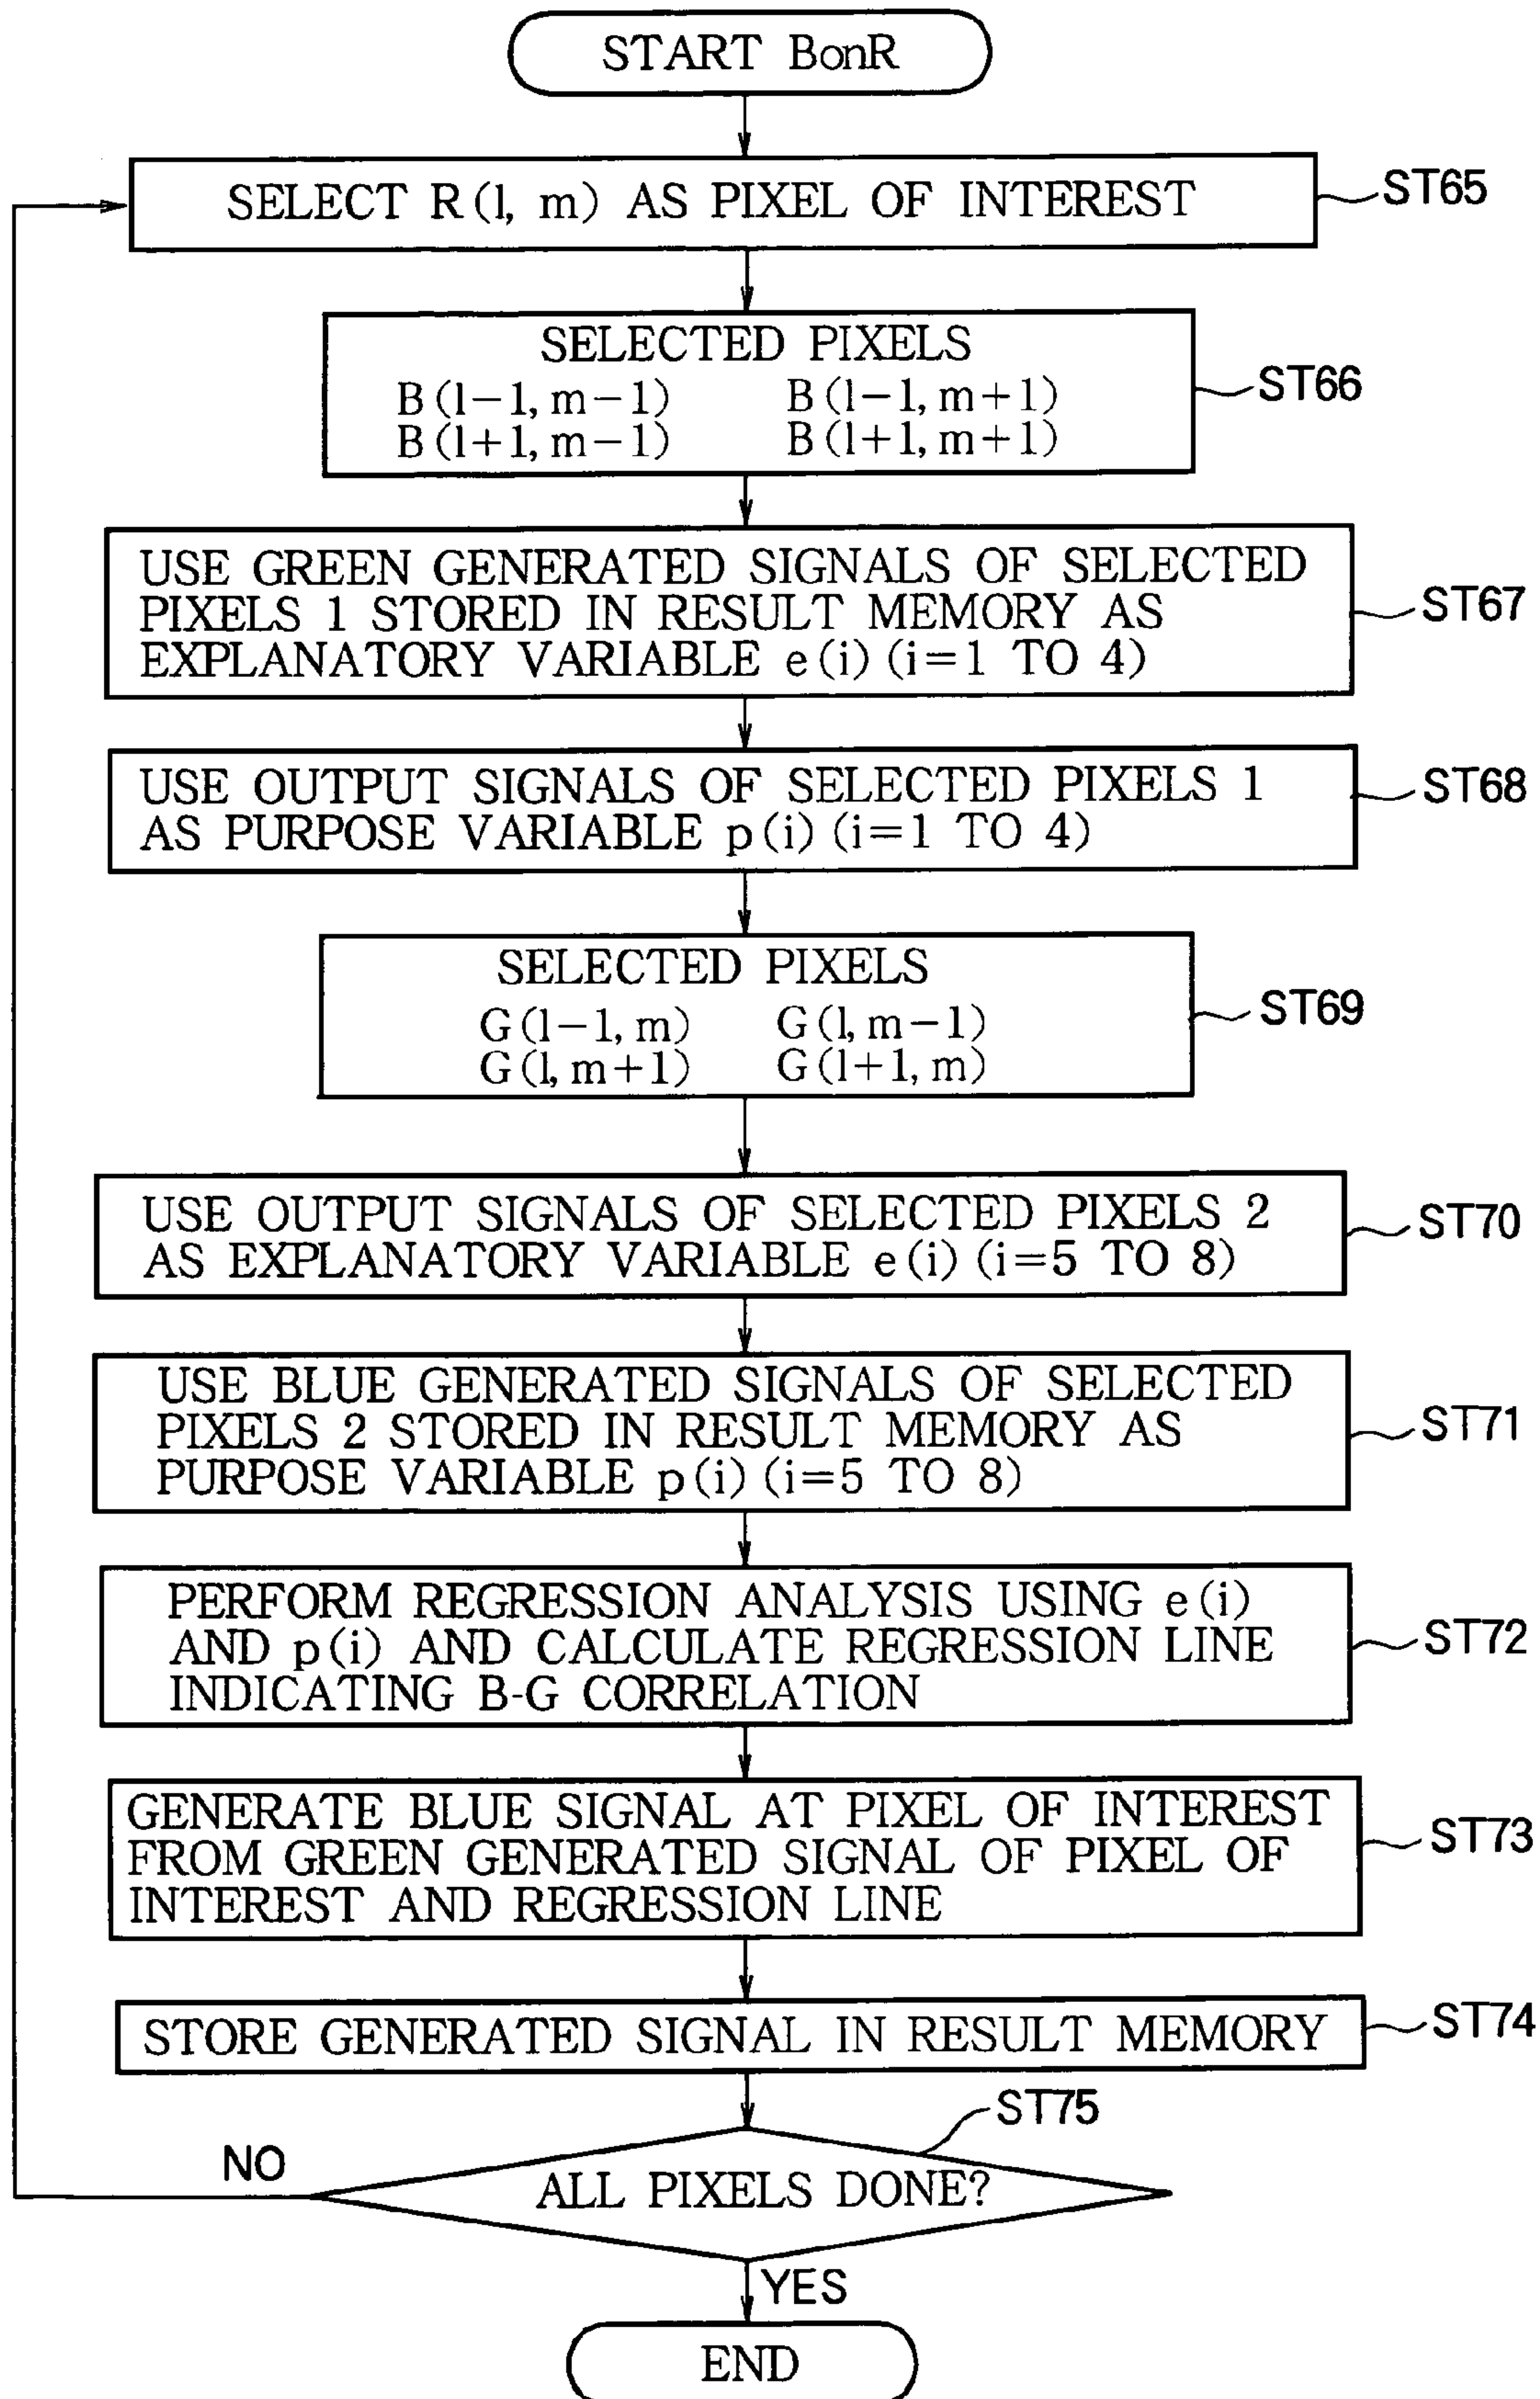 START BonR
SELECT R(l, m) AS PIXEL OF INTEREST
ST65
SELECTED PIXELS
B(l−1, m−1) B(l−1, m+1)
B(l+1, m−1) B(l+1, m+1)
ST66
USE GREEN GENERATED SIGNALS OF SELECTED
PIXELS 1 STORED IN RESULT MEMORY AS
EXPLANATORY VARIABLE e(i) (i=1 TO 4)
ST67
USE OUTPUT SIGNALS OF SELECTED PIXELS 1
AS PURPOSE VARIABLE p(i) (i=1 TO 4)
ST68
SELECTED PIXELS
G(l−1, m) G(l, m−1)
G(l, m+1) G(l+1, m)
ST69
USE OUTPUT SIGNALS OF SELECTED PIXELS 2
AS EXPLANATORY VARIABLE e(i) (i=5 TO 8)
ST70
USE BLUE GENERATED SIGNALS OF SELECTED
PIXELS 2 STORED IN RESULT MEMORY AS
PURPOSE VARIABLE p(i) (i=5 TO 8)
ST71
PERFORM REGRESSION ANALYSIS USING e(i)
AND p(i) AND CALCULATE REGRESSION LINE
INDICATING B-G CORRELATION
ST72
GENERATE BLUE SIGNAL AT PIXEL OF INTEREST
FROM GREEN GENERATED SIGNAL OF PIXEL OF
INTEREST AND REGRESSION LINE
ST73
STORE GENERATED SIGNAL IN RESULT MEMORY
ST74
ST75
NO
ALL PIXELS DONE?
YES
END